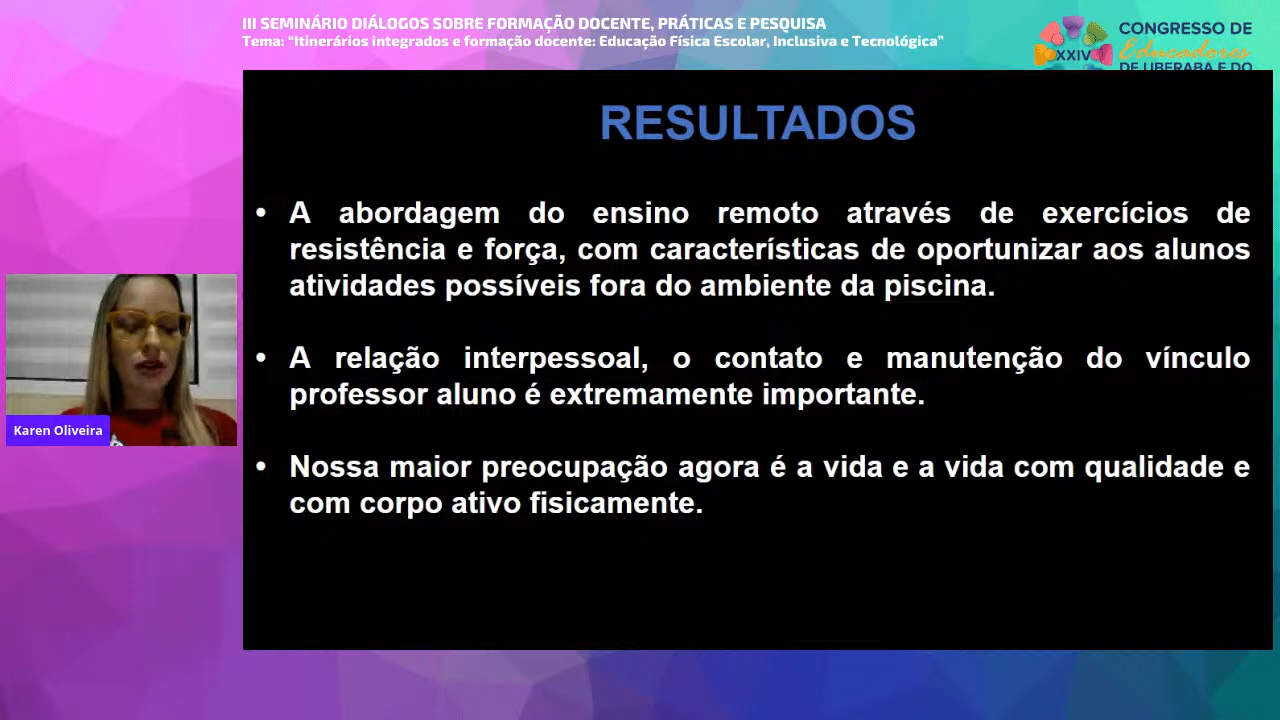 III SEMINÁRIO DIÁLOGOS SOBRE FORMAÇÃO DOCENTE, PRÁTICAS E PESQUISA
Tema: “Itinerários integrados e formação docente: Educação Física Escolar, Inclusiva e Tecnológica”
XXIV
CONGRESSO DE
Educadores
DE UBERABA E DO
RESULTADOS
• A abordagem do ensino remoto através de exercícios de
resistência e força, com características de oportunizar aos alunos
atividades possíveis fora do ambiente da piscina.
• A relação interpessoal, o contato e manutenção do vínculo
professor aluno é extremamente importante.
• Nossa maior preocupação agora é a vida e a vida com qualidade e
com corpo ativo fisicamente.
Karen Oliveira